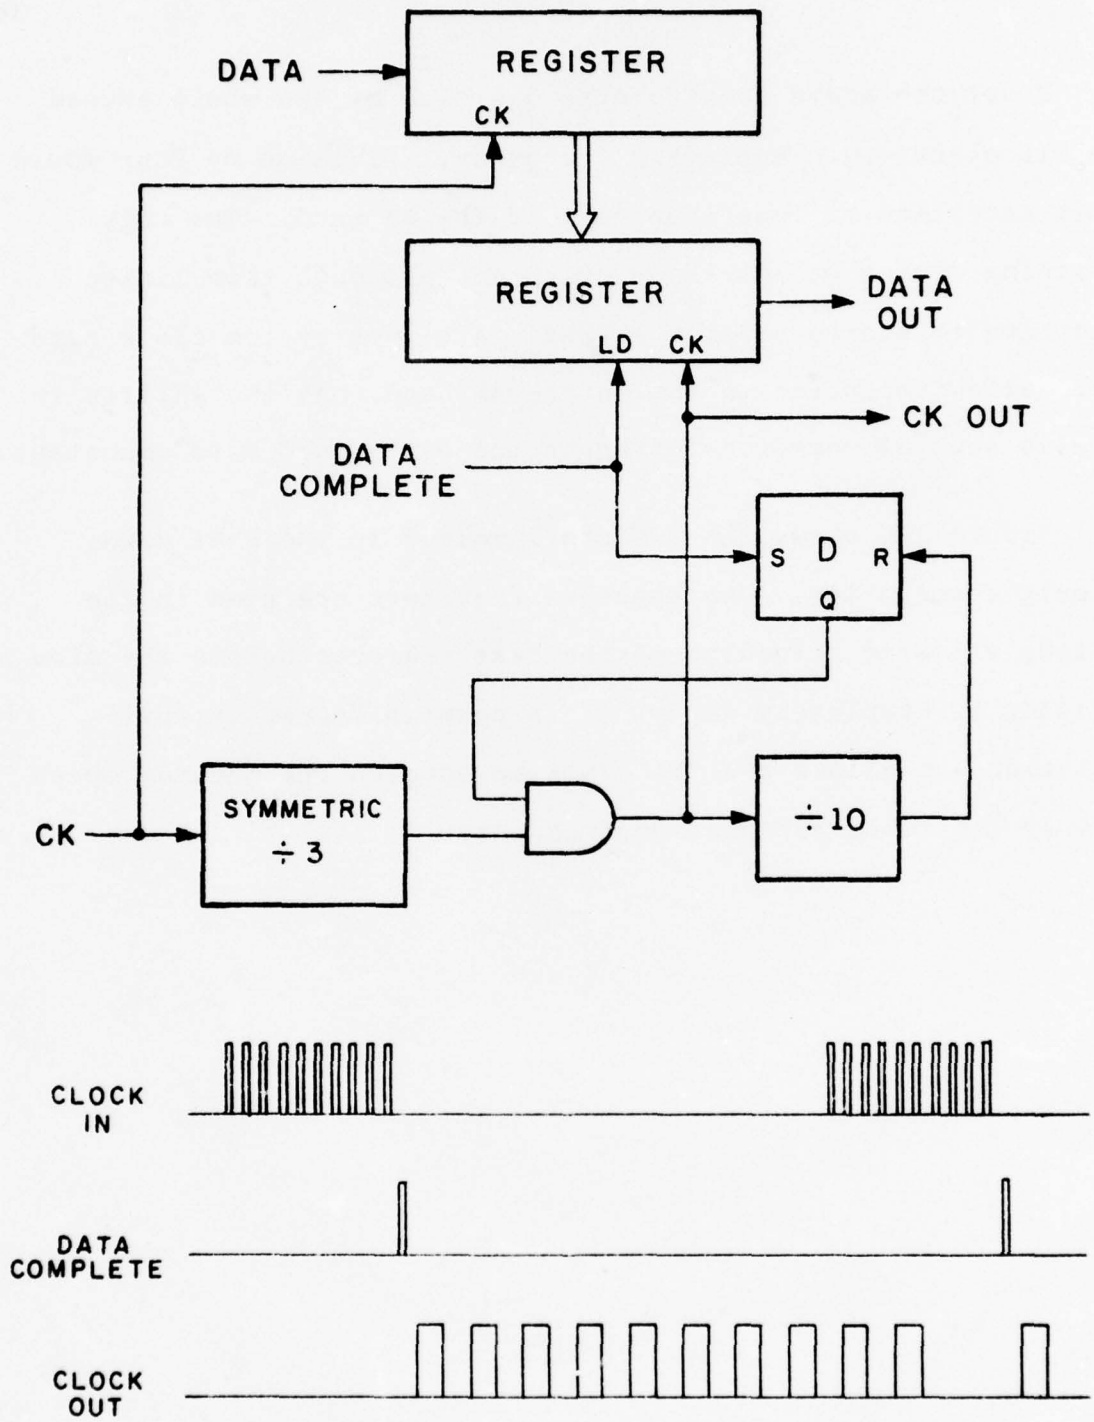 REGISTER
DATA
CK
REGISTER
DATA
OUT
LD CK
CK OUT
DATA
COMPLETE
S D R
Q
SYMMETRIC
÷ 3
CK
÷10
CLOCK
IN
DATA
COMPLETE
CLOCK
OUT